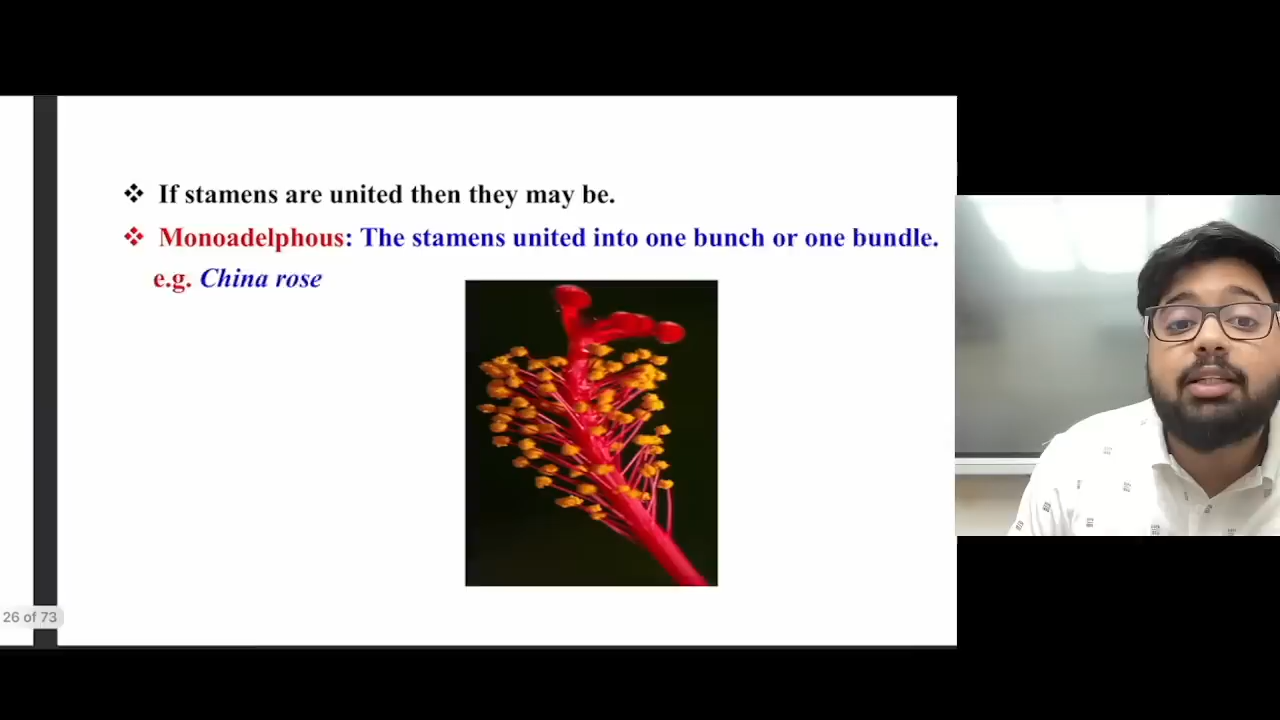 ❖ If stamens are united then they may be.
❖ Monoadelphous: The stamens united into one bunch or one bundle.
e.g. China rose
26 of 73